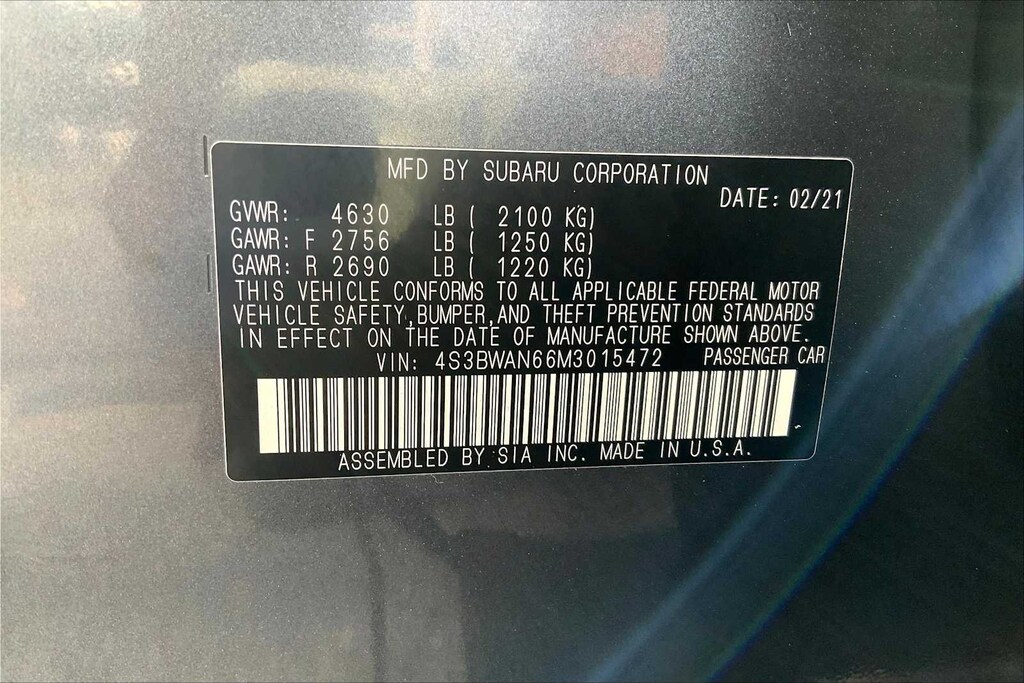 MFD BY SUBARU CORPORATION
DATE: 02/21
GVWR: 4630 LB ( 2100 KG)
GAWR: F 2756 LB ( 1250 KG)
GAWR: R 2690 LB ( 1220 KG)
THIS VEHICLE CONFORMS TO ALL APPLICABLE FEDERAL MOTOR
VEHICLE SAFETY,BUMPER,AND THEFT PREVENTION STANDARDS
IN EFFECT ON THE DATE OF MANUFACTURE SHOWN ABOVE.
VIN: 4S3BWAN66M3015472 PASSENGER CAR
ASSEMBLED BY SIA INC. MADE IN U.S.A.